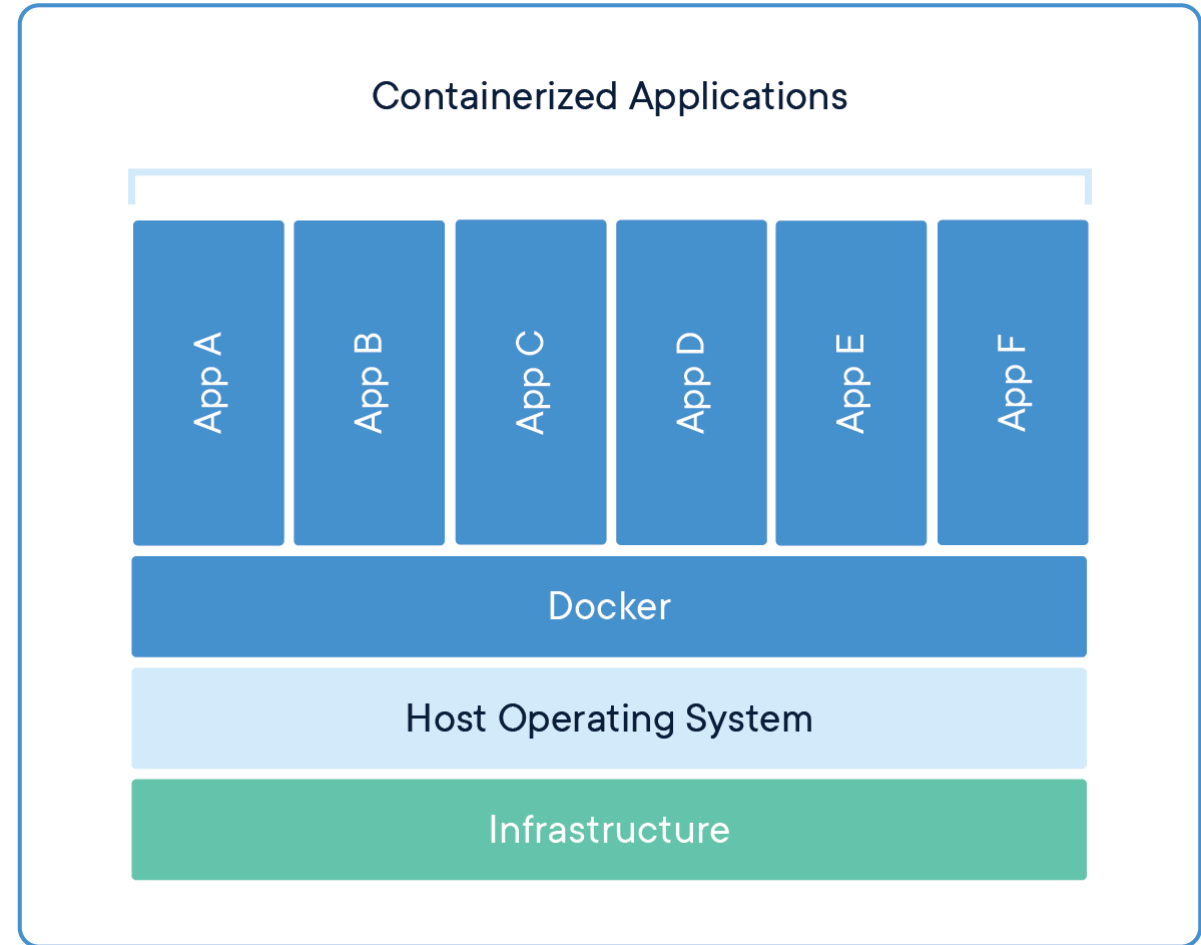 Containerized Applications
App A
App B
App C
App D
App E
App F
Docker
Host Operating System
Infrastructure